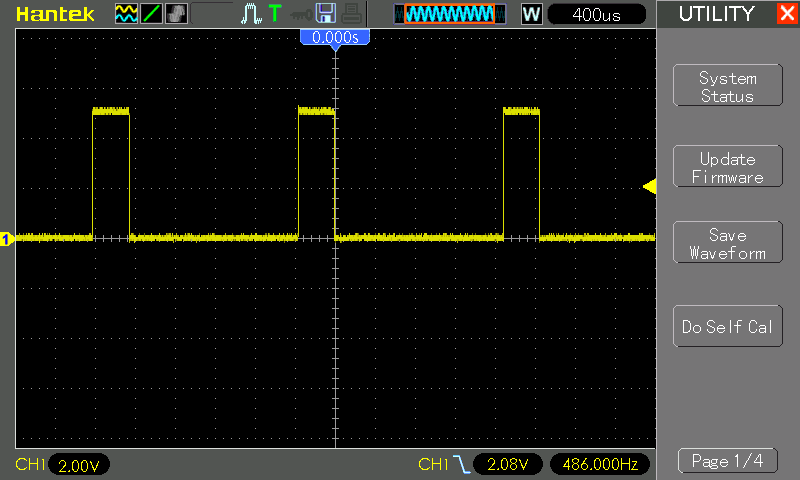 Hantek
T
W
400us
UTILITY
X
0.000s
System
Status
Update
Firmware
Save
Waveform
Do Self Cal
1
CH1
2.00V
CH1
2.08V
486.000Hz
Page 1/4